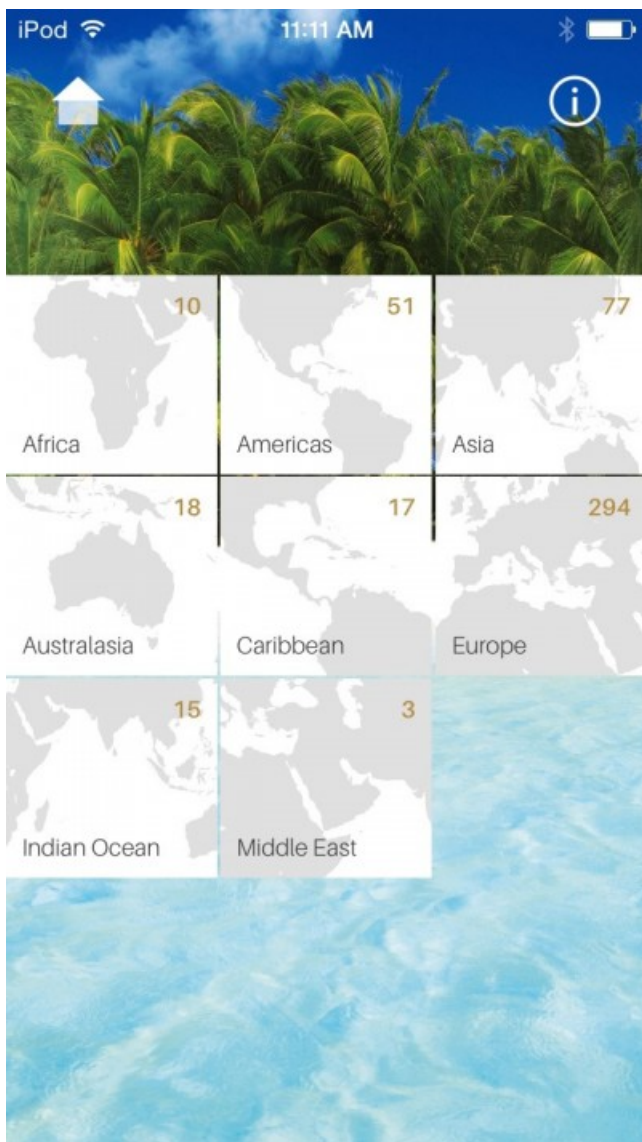 iPod 11:11 AM
i
10 51 77
Africa Americas Asia
18 17 294
Australasia Caribbean Europe
15 3
Indian Ocean Middle East